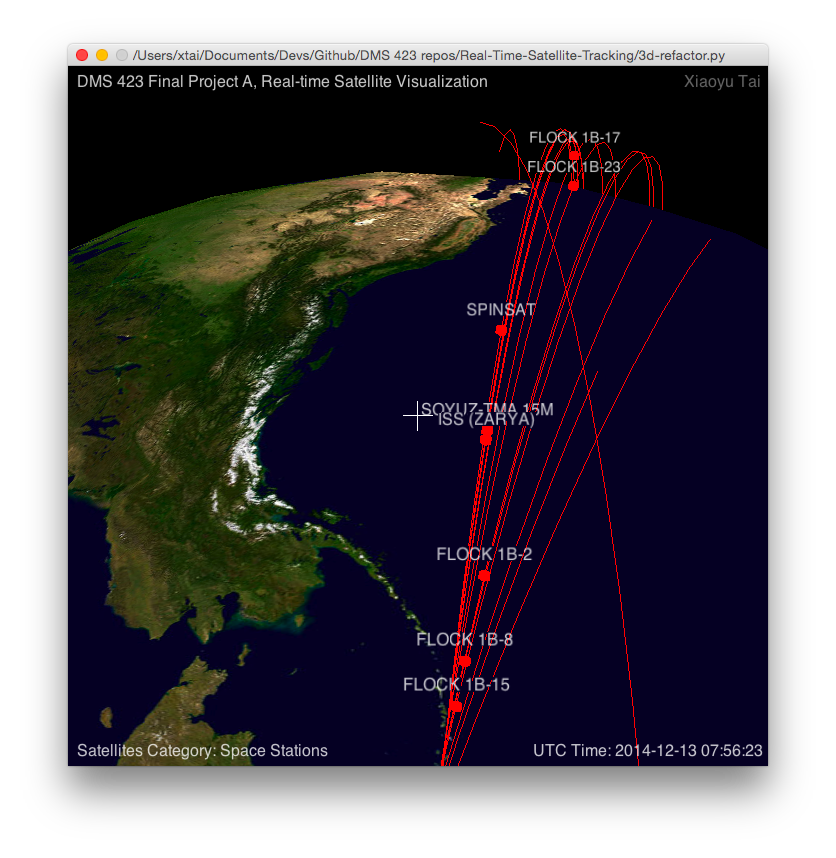 /Users/xtai/Documents/Devs/Github/DMS 423 repos/Real-Time-Satellite-Tracking/3d-refactor.py
DMS 423 Final Project A, Real-time Satellite Visualization
Xiaoyu Tai
FLOCK 1B-17
FLOCK 1B-23
SPINSAT
SOYUZ-TMA 15M
ISS (ZARYA)
FLOCK 1B-2
FLOCK 1B-8
FLOCK 1B-15
Satellites Category: Space Stations
UTC Time: 2014-12-13 07:56:23